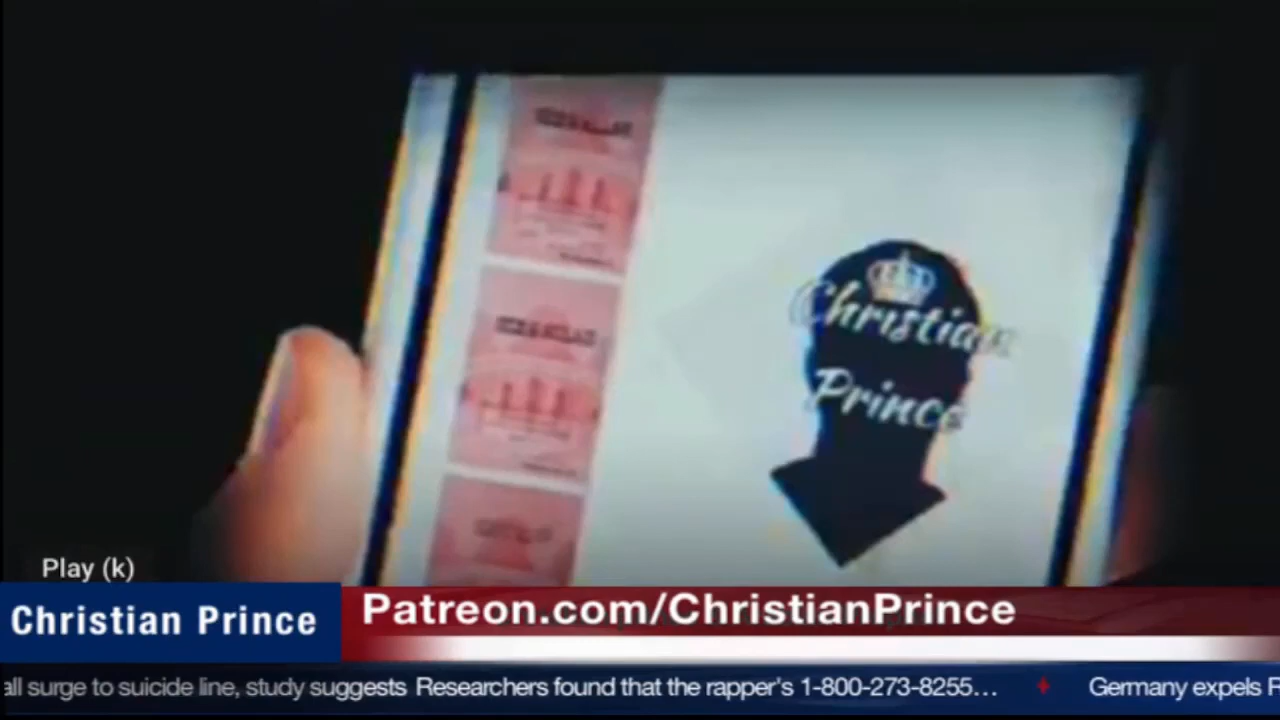 Christian
Prince
Play (k)
Christian Prince
Patreon.com/ChristianPrince
all surge to suicide line, study suggests Researchers found that the rapper's 1-800-273-8255… Germany expels